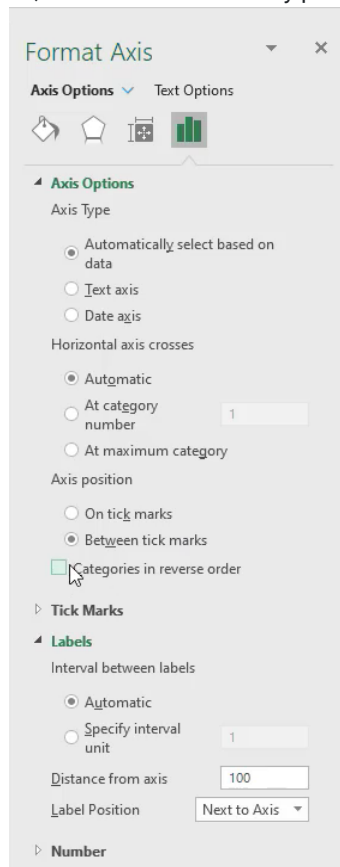 Format Axis
Axis Options Text Options
Axis Options
Axis Type
Automatically select based on
data
Text axis
Date axis
Horizontal axis crosses
Automatic
At category
number
1
At maximum category
Axis position
On tick marks
Between tick marks
Categories in reverse order
Tick Marks
Labels
Interval between labels
Automatic
Specify interval
unit
1
Distance from axis 100
Label Position Next to Axis
Number